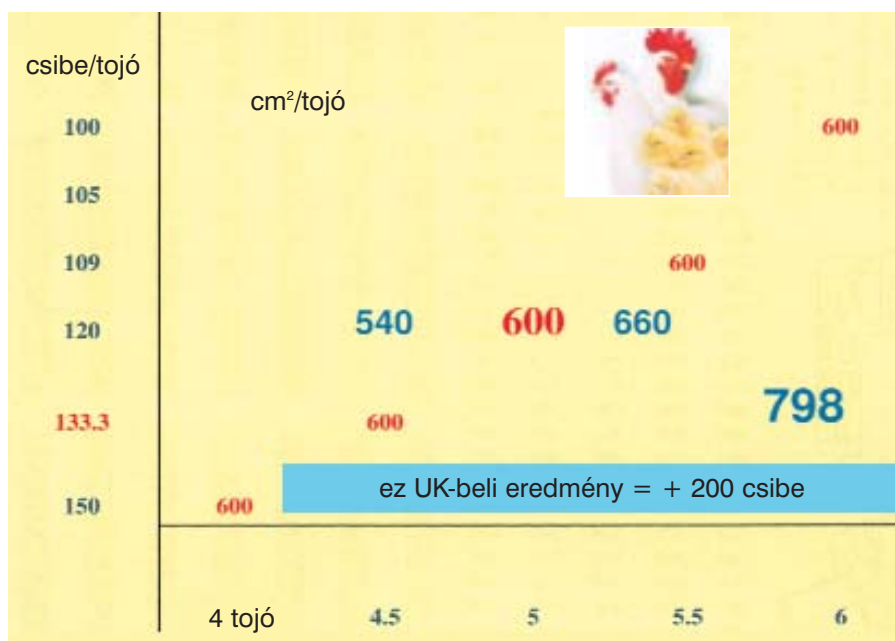 csibe/tojó
cm²/tojó
100 600
105
109 600
120 540 600 660
798
133.3 600
ez UK-beli eredmény = + 200 csibe
150 600
4 tojó 4.5 5 5.5 6